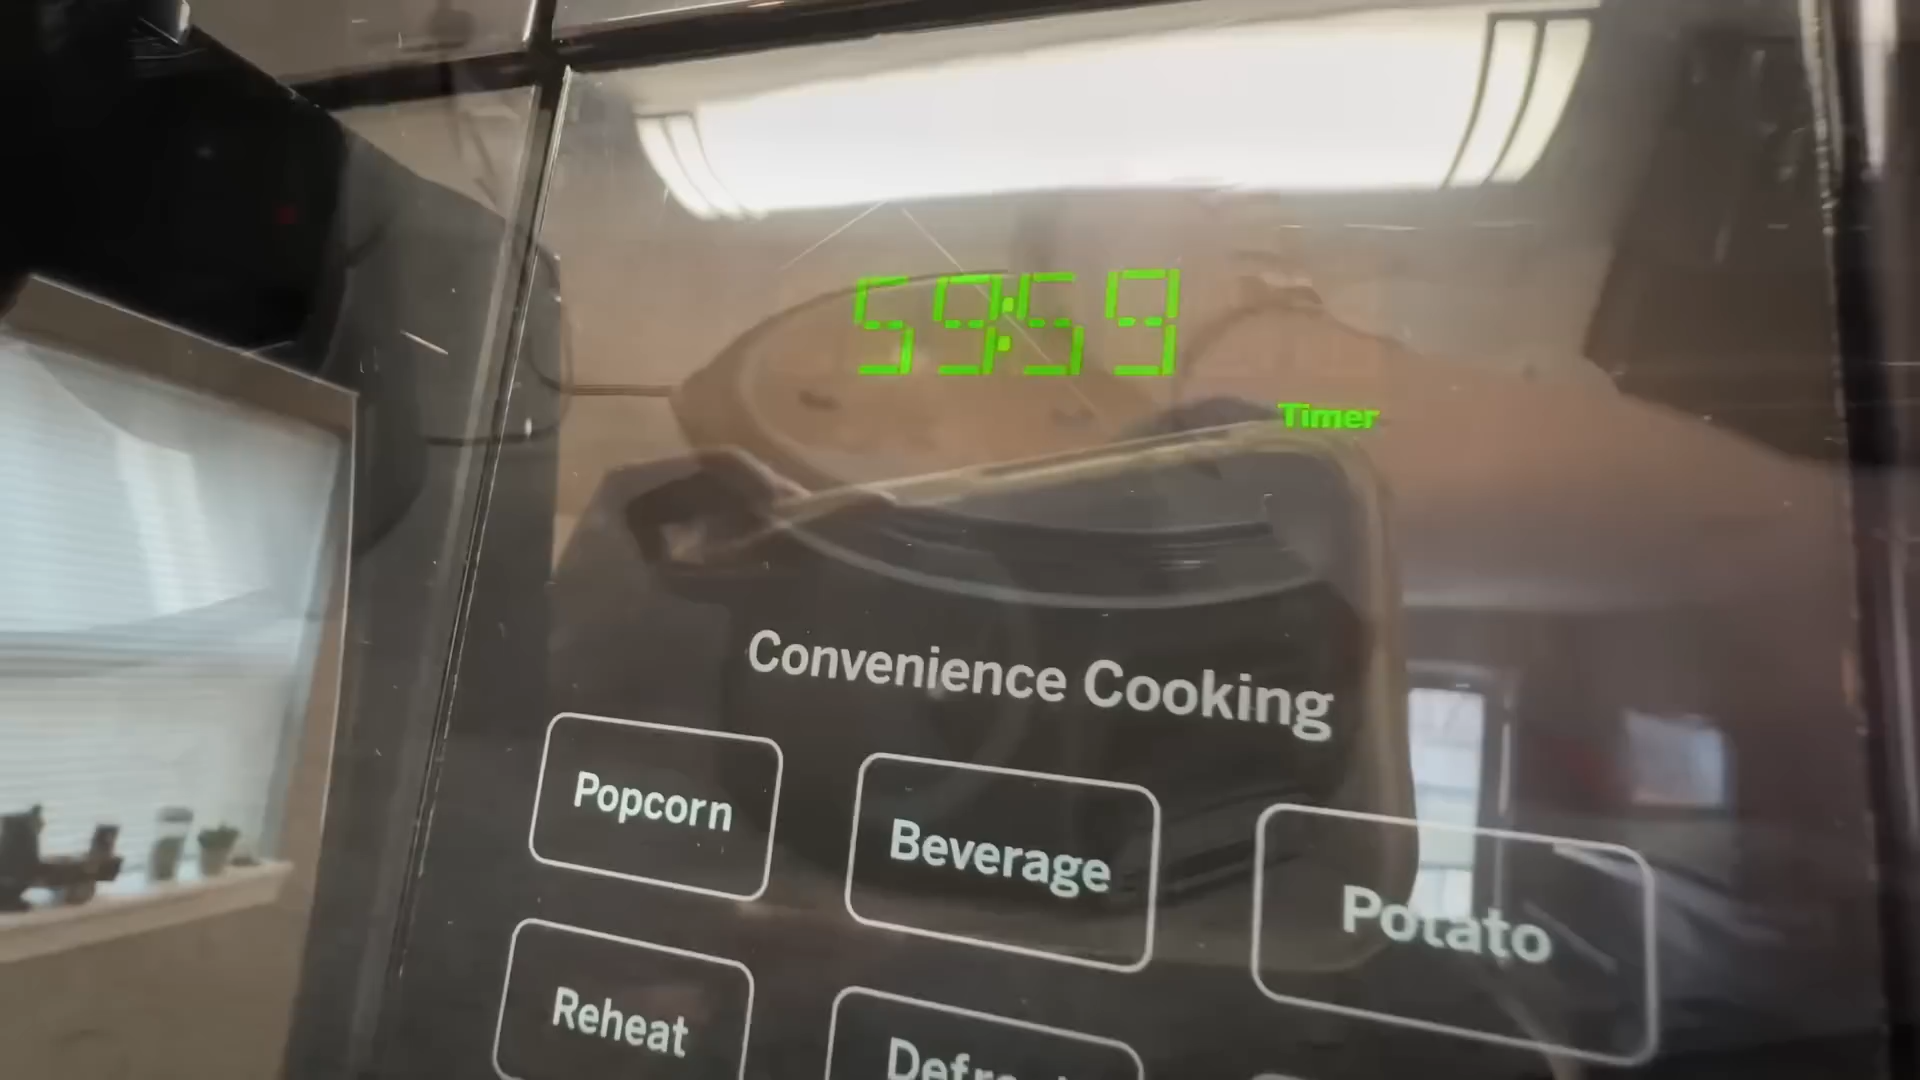 59:59
Timer
Convenience Cooking
Popcorn
Beverage
Potato
Reheat